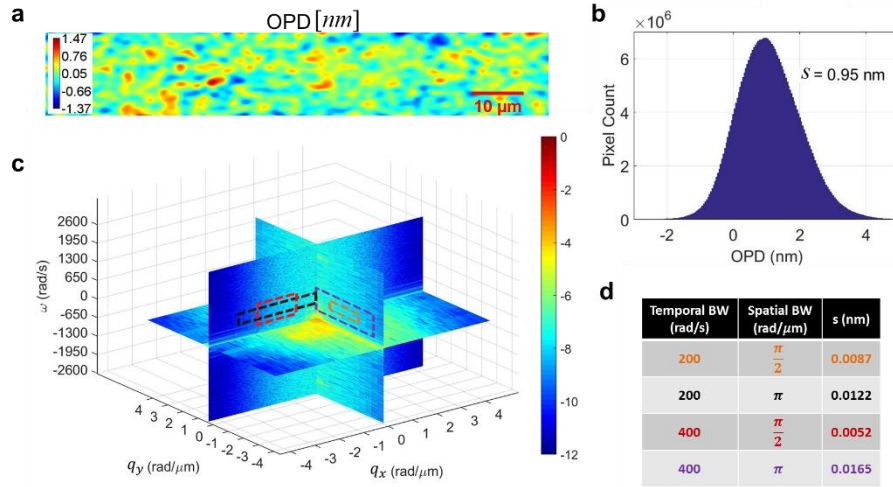 a
OPD [nm]
1.47
0.76
0.05
-0.66
-1.37
10 µm
b
×10⁶
6
4
2
0
Pixel Count
S = 0.95 nm
-2 0 2 4
OPD (nm)
c
2600
1950
1300
650
0
-650
-1300
-1950
-2600
ω (rad/s)
4 3 2 1 0 -1 -2 -3 -4
q_y (rad/µm)
-4 -3 -2 -1 0 1 2 3 4
q_x (rad/µm)
0
-2
-4
-6
-8
-10
-12
d
Temporal BW (rad/s) Spatial BW (rad/µm) s (nm)
200 π/2 0.0087
200 π 0.0122
400 π/2 0.0052
400 π 0.0165